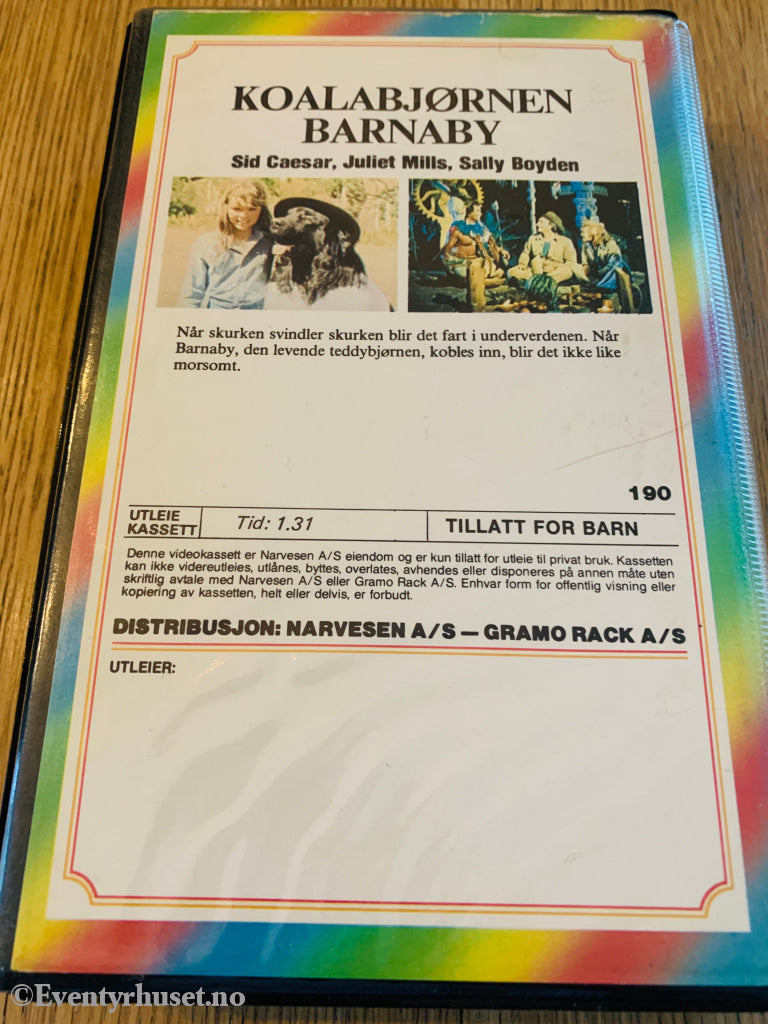 KOALABJØRNEN
BARNABY
Sid Caesar, Juliet Mills, Sally Boyden
Når skurken svindler skurken blir det fart i underverdenen. Når
Barnaby, den levende teddybjørnen, kobles inn, blir det ikke like
morsomt.
190
UTLEIE
KASSETT
Tid: 1.31
TILLATT FOR BARN
Denne videokassett er Narvesen A/S eiendom og er kun tillatt for utleie til privat bruk. Kassetten
kan ikke videreutleies, utlånes, byttes, overlates, avhendes eller disponeres på annen måte uten
skriftlig avtale med Narvesen A/S eller Gramo Rack A/S. Enhver form for offentlig visning eller
kopiering av kassetten, helt eller delvis, er forbudt.
DISTRIBUSJON: NARVESEN A/S — GRAMO RACK A/S
UTLEIER:
©Eventyrhuset.no